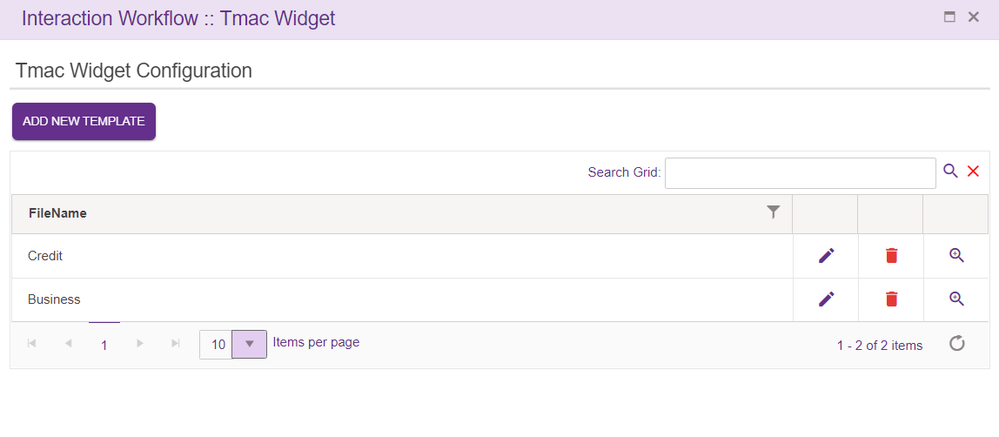 Interaction Workflow :: Tmac Widget
Tmac Widget Configuration
ADD NEW TEMPLATE
Search Grid:
FileName
Credit
Business
1
10
Items per page
1 - 2 of 2 items